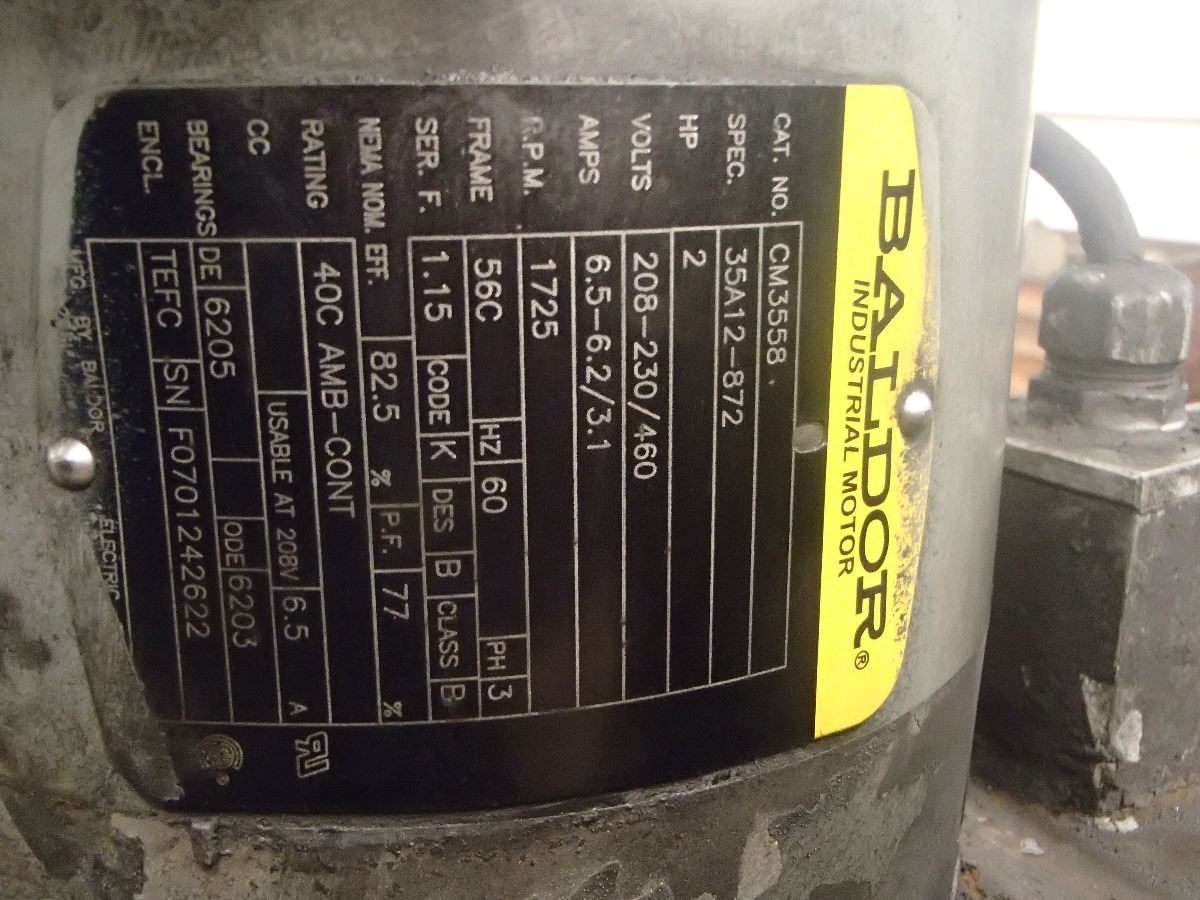 BALDOR®
INDUSTRIAL MOTOR
CAT. NO. CM3558
SPEC. 35A12-872
HP 2
VOLTS 208-230/460
AMPS 6.5-6.2/3.1
R.P.M. 1725
FRAME 56C HZ 60 PH 3
SER. F. 1.15 CODE K DES B CLASS B
NEMA NOM. EFF. 82.5 % P.F. 77 %
RATING 40C AMB-CONT
CC USABLE AT 208V 6.5 A
BEARINGS DE 6205 ODE 6203
ENCL. TEFC SN F0701242622
MFG. BY BALDOR ELECTRIC